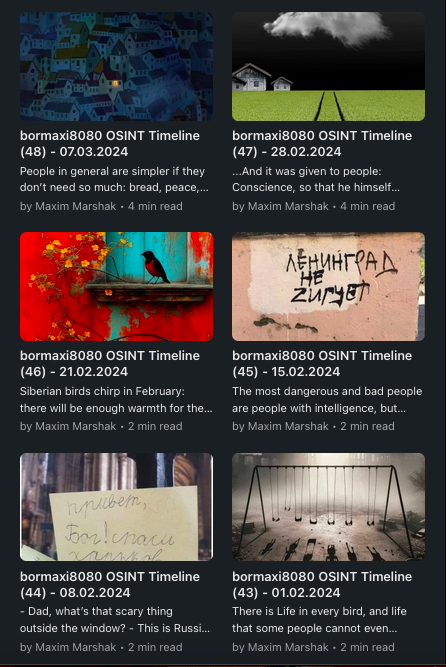 bormaxi8080 OSINT Timeline
(48) - 07.03.2024
People in general are simpler if they
don’t need so much: bread, peace,...
by Maxim Marshak • 4 min read
bormaxi8080 OSINT Timeline
(47) - 28.02.2024
...And it was given to people:
Conscience, so that he himself...
by Maxim Marshak • 4 min read
bormaxi8080 OSINT Timeline
(46) - 21.02.2024
Siberian birds chirp in February:
there will be enough warmth for the...
by Maxim Marshak • 2 min read
ЛЕНИНГРАД
НЕ
ZИГУЕТ
bormaxi8080 OSINT Timeline
(45) - 15.02.2024
The most dangerous and bad people
are people with intelligence, but...
by Maxim Marshak • 2 min read
привет,
Бог! спаси
харьков
bormaxi8080 OSINT Timeline
(44) - 08.02.2024
- Dad, what’s that scary thing
outside the window? - This is Russi...
by Maxim Marshak • 2 min read
bormaxi8080 OSINT Timeline
(43) - 01.02.2024
There is Life in every bird, and life
that some people cannot even...
by Maxim Marshak • 2 min read